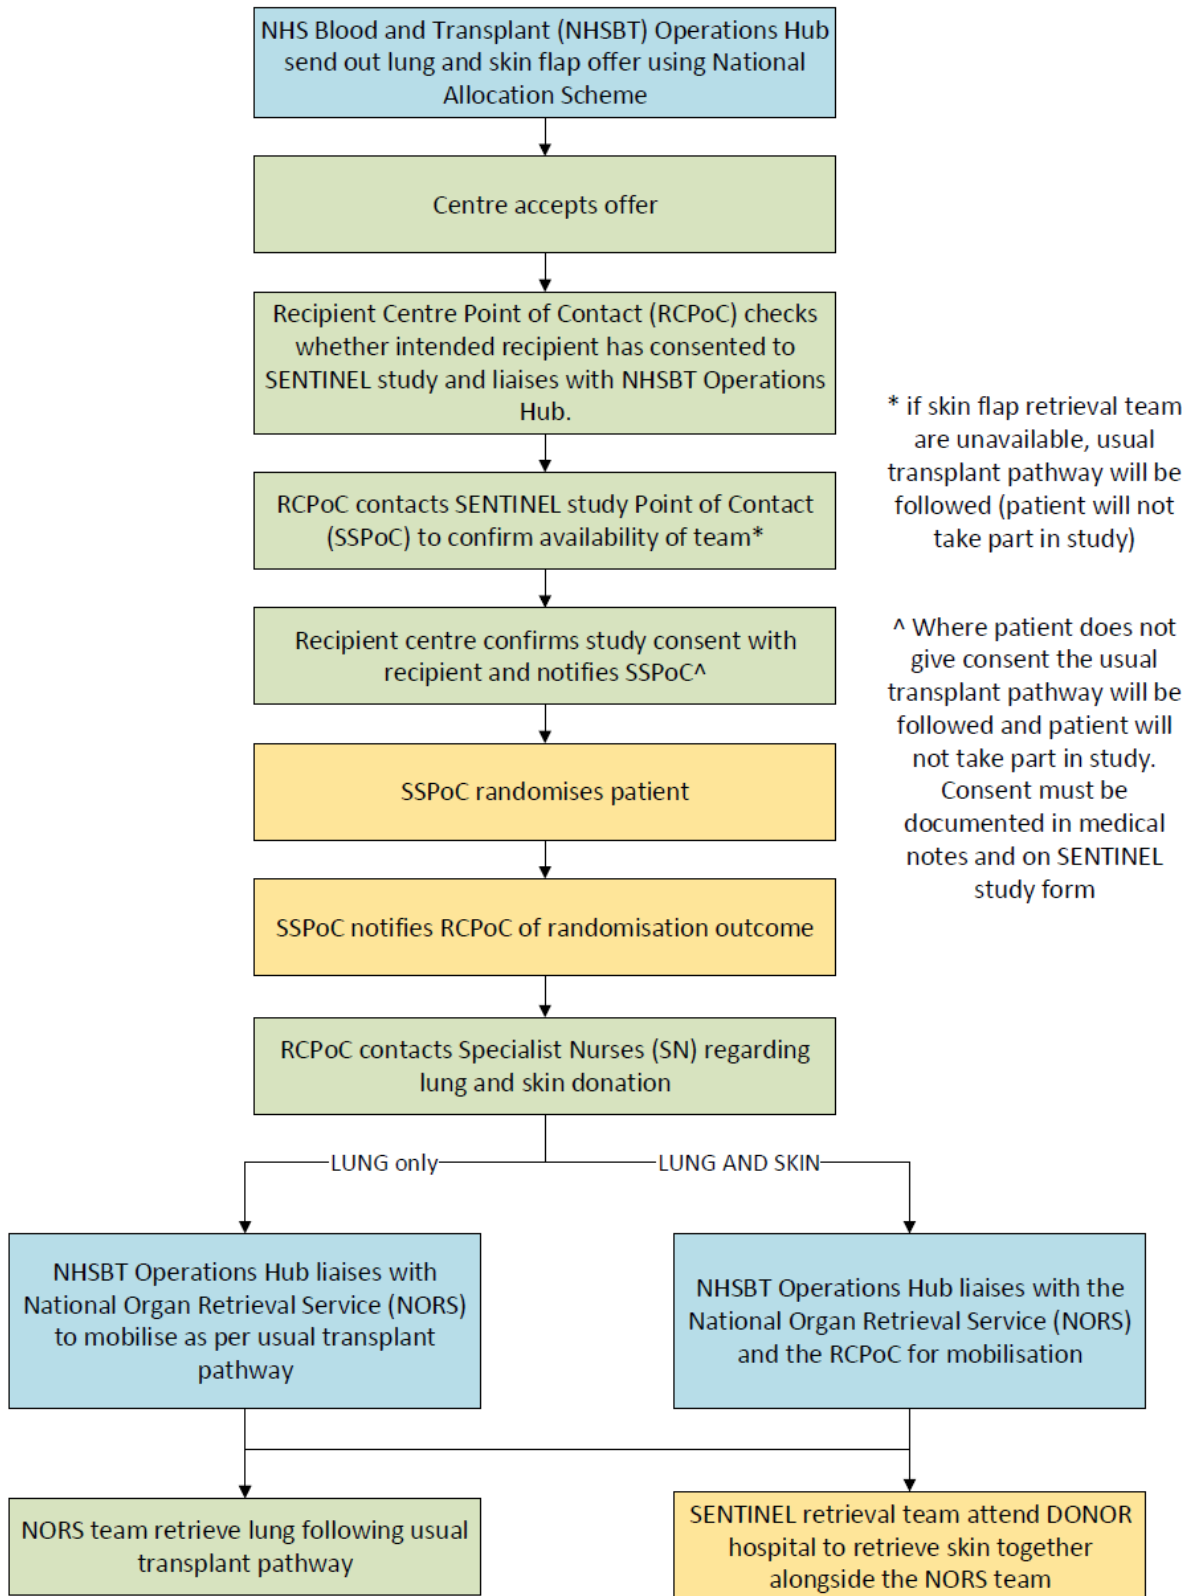 NHS Blood and Transplant (NHSBT) Operations Hub
send out lung and skin flap offer using National
Allocation Scheme
Centre accepts offer
Recipient Centre Point of Contact (RCPoC) checks
whether intended recipient has consented to
SENTINEL study and liaises with NHSBT Operations
Hub.
* if skin flap retrieval team
are unavailable, usual
transplant pathway will be
followed (patient will not
take part in study)
RCPoC contacts SENTINEL study Point of Contact
(SSPoC) to confirm availability of team*
Recipient centre confirms study consent with
recipient and notifies SSPoC^
^ Where patient does not
give consent the usual
transplant pathway will be
followed and patient will
not take part in study.
Consent must be
documented in medical
notes and on SENTINEL
study form
SSPoC randomises patient
SSPoC notifies RCPoC of randomisation outcome
RCPoC contacts Specialist Nurses (SN) regarding
lung and skin donation
LUNG only
LUNG AND SKIN
NHSBT Operations Hub liaises with
National Organ Retrieval Service (NORS)
to mobilise as per usual transplant
pathway
NHSBT Operations Hub liaises with the
National Organ Retrieval Service (NORS)
and the RCPoC for mobilisation
NORS team retrieve lung following usual
transplant pathway
SENTINEL retrieval team attend DONOR
hospital to retrieve skin together
alongside the NORS team